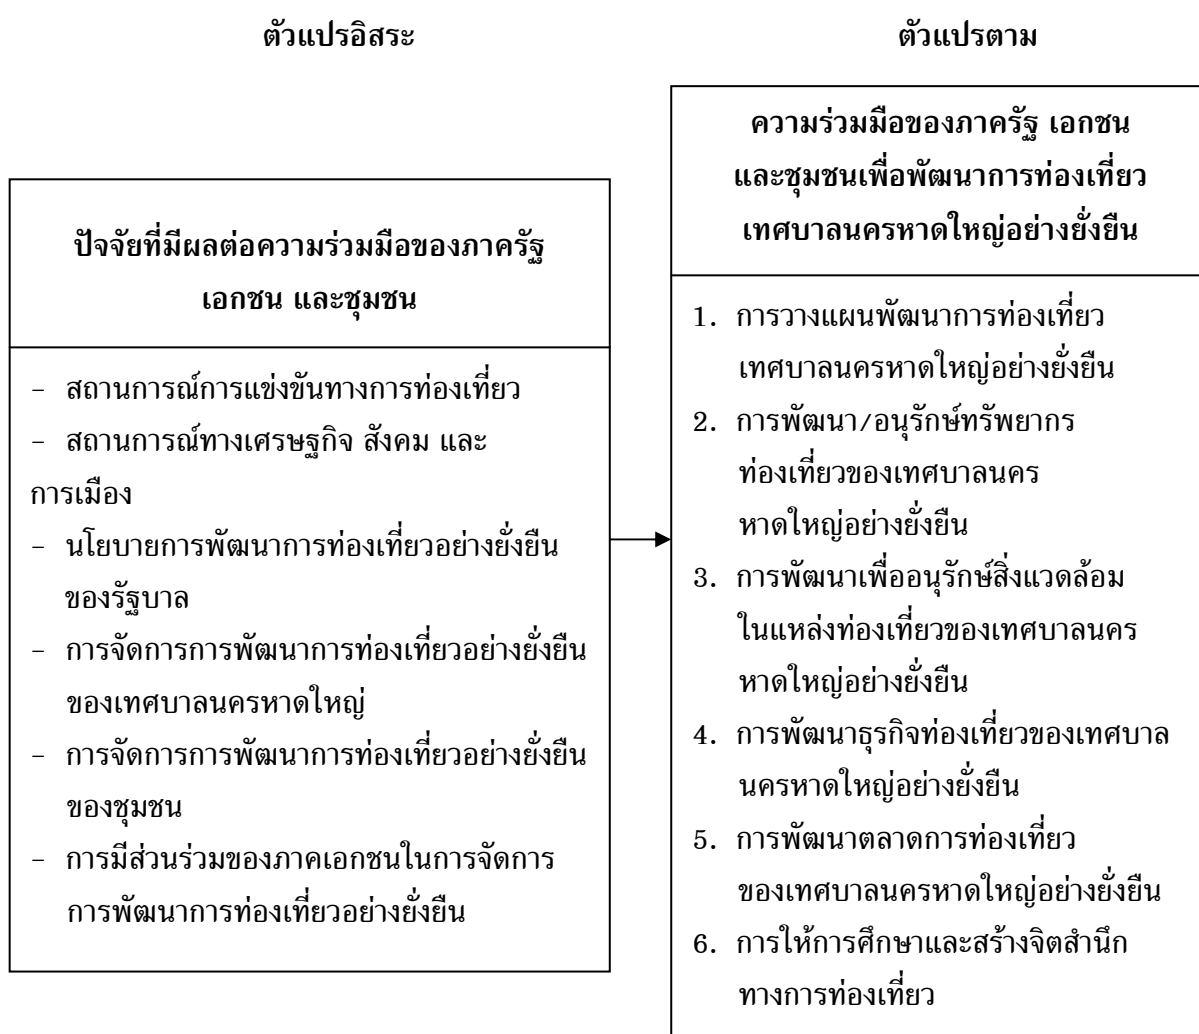 ตัวแปรอิสระ
ตัวแปรตาม
ปัจจัยที่มีผลต่อความร่วมมือของภาครัฐ
เอกชน และชุมชน
- สถานการณ์การแข่งขันทางการท่องเที่ยว
- สถานการณ์ทางเศรษฐกิจ สังคม และ
การเมือง
- นโยบายการพัฒนาการท่องเที่ยวอย่างยั่งยืน
ของรัฐบาล
- การจัดการการพัฒนาการท่องเที่ยวอย่างยั่งยืน
ของเทศบาลนครหาดใหญ่
- การจัดการการพัฒนาการท่องเที่ยวอย่างยั่งยืน
ของชุมชน
- การมีส่วนร่วมของภาคเอกชนในการจัดการ
การพัฒนาการท่องเที่ยวอย่างยั่งยืน
ความร่วมมือของภาครัฐ เอกชน
และชุมชนเพื่อพัฒนาการท่องเที่ยว
เทศบาลนครหาดใหญ่อย่างยั่งยืน
1. การวางแผนพัฒนาการท่องเที่ยว
เทศบาลนครหาดใหญ่อย่างยั่งยืน
2. การพัฒนา/อนุรักษ์ทรัพยากร
ท่องเที่ยวของเทศบาลนคร
หาดใหญ่อย่างยั่งยืน
3. การพัฒนาเพื่ออนุรักษ์สิ่งแวดล้อม
ในแหล่งท่องเที่ยวของเทศบาลนคร
หาดใหญ่อย่างยั่งยืน
4. การพัฒนาธุรกิจท่องเที่ยวของเทศบาล
นครหาดใหญ่อย่างยั่งยืน
5. การพัฒนาตลาดการท่องเที่ยว
ของเทศบาลนครหาดใหญ่อย่างยั่งยืน
6. การให้การศึกษาและสร้างจิตสำนึก
ทางการท่องเที่ยว